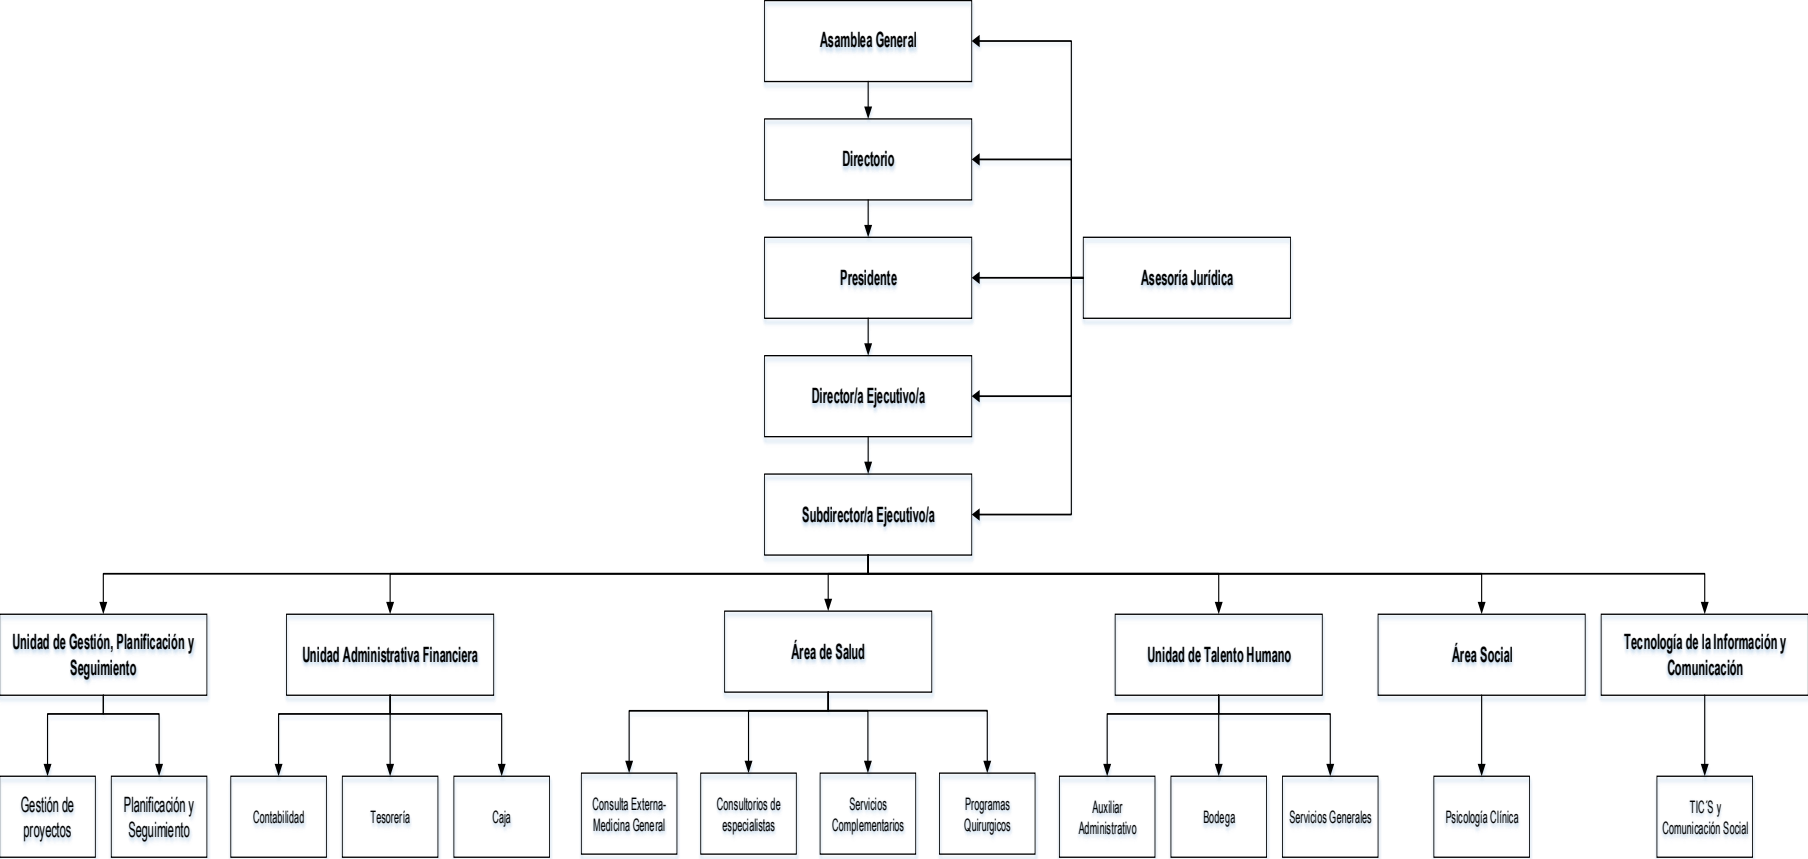 Asamblea General
Directorio
Presidente
Asesoría Jurídica
Director/a Ejecutivo/a
Subdirector/a Ejecutivo/a
Unidad de Gestión, Planificación y
Seguimiento
Unidad Administrativa Financiera
Área de Salud
Unidad de Talento Humano
Área Social
Tecnología de la Información y
Comunicación
Gestión de
proyectos
Planificación y
Seguimiento
Contabilidad
Tesorería
Caja
Consulta Externa-
Medicina General
Consultorios de
especialistas
Servicios
Complementarios
Programas
Quirurgicos
Auxiliar
Administrativo
Bodega
Servicios Generales
Psicología Clínica
TIC´S y
Comunicación Social